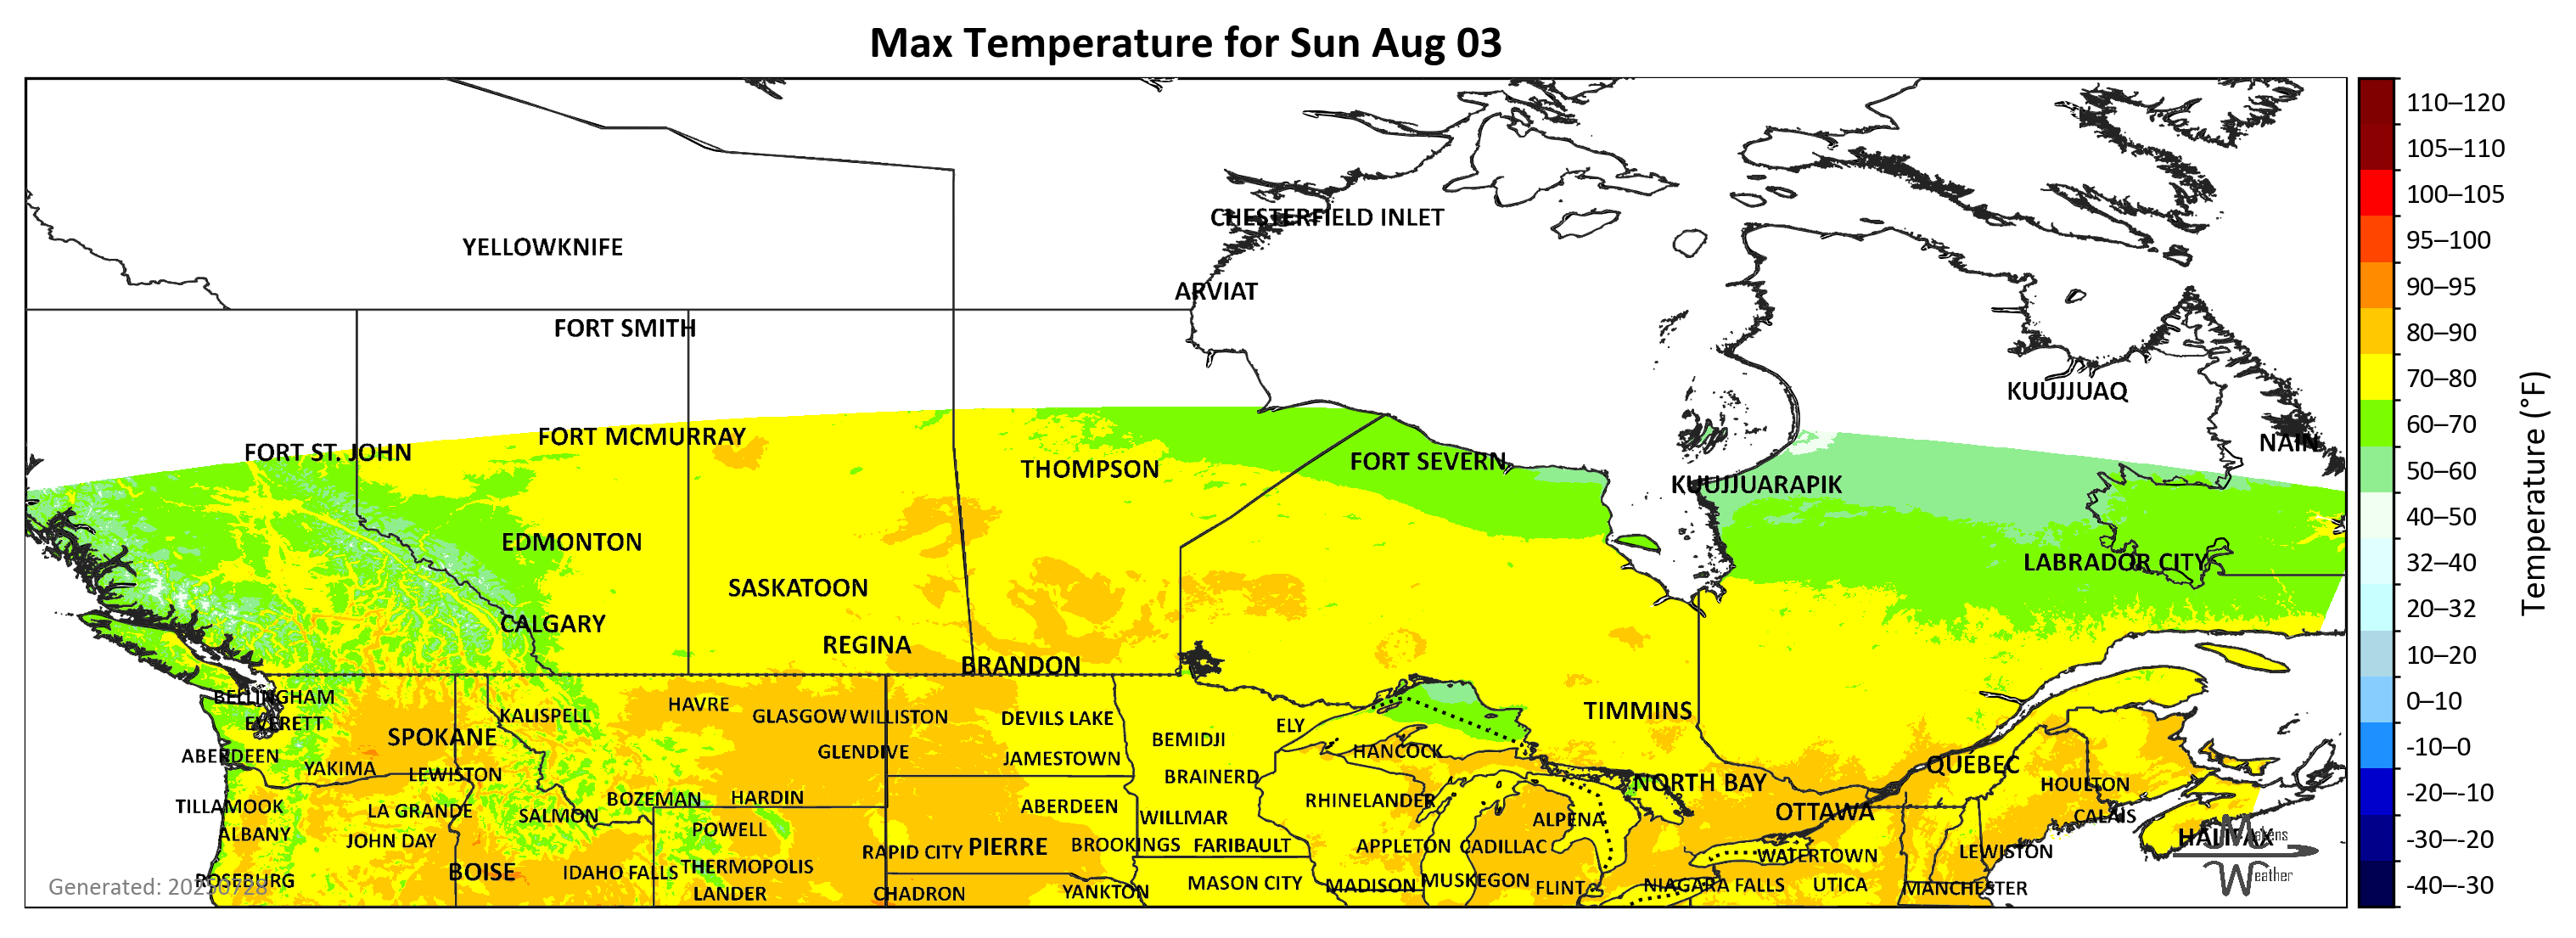 Max Temperature for Sun Aug 03
110–120
105–110
CHESTERFIELD INLET
100–105
YELLOWKNIFE
95–100
ARVIAT
90–95
FORT SMITH
80–90
KUUJJUAQ
70–80
FORT MCMURRAY
60–70
FORT ST. JOHN
NAIN
THOMPSON
FORT SEVERN
50–60
KUUJJUARAPIK
40–50
Temperature (°F)
EDMONTON
LABRADOR CITY
32–40
SASKATOON
20–32
CALGARY
REGINA
10–20
BRANDON
BELLINGHAM
HAVRE
0–10
EVERETT
KALISPELL
GLASGOW
WILLISTON
DEVILS LAKE
ELY
TIMMINS
SPOKANE
BEMIDJI
-10–0
ABERDEEN
GLENDIVE
JAMESTOWN
HANCOCK
QUÉBEC
YAKIMA
LEWISTON
BRAINERD
NORTH BAY
HOULTON
-20–-10
TILLAMOOK
LA GRANDE
SALMON
BOZEMAN
HARDIN
ABERDEEN
WILLMAR
RHINELANDER
ALPENA
OTTAWA
CALAIS
ALBANY
JOHN DAY
POWELL
-30–-20
HALIFAX
Makens
BOISE
IDAHO FALLS
THERMOPOLIS
RAPID CITY
PIERRE
BROOKINGS
FARIBAULT
APPLETON
CADILLAC
WATERTOWN
LEWISTON
Weather
ROSEBURG
Generated: 20250728
LANDER
CHADRON
YANKTON
MASON CITY
MADISON
MUSKEGON
FLINT
NIAGARA FALLS
UTICA
MANCHESTER
-40–-30